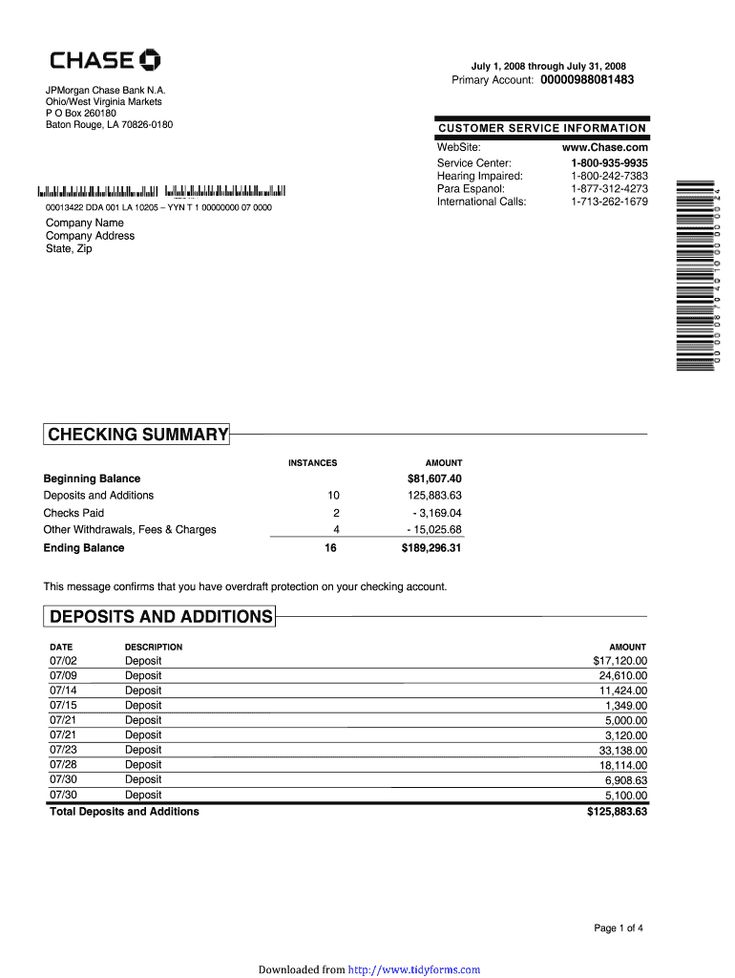 CHASE
July 1, 2008 through July 31, 2008
Primary Account: 00000988081483
JPMorgan Chase Bank N.A.
Ohio/West Virginia Markets
P O Box 260180
Baton Rouge, LA 70826-0180
CUSTOMER SERVICE INFORMATION
WebSite: www.Chase.com
Service Center: 1-800-935-9935
Hearing Impaired: 1-800-242-7383
Para Espanol: 1-877-312-4273
International Calls: 1-713-262-1679
00013422 DDA 001 LA 10205 – YYN T 1 00000000 07 0000
Company Name
Company Address
State, Zip
CHECKING SUMMARY
INSTANCES AMOUNT
Beginning Balance $81,607.40
Deposits and Additions 10 125,883.63
Checks Paid 2 - 3,169.04
Other Withdrawals, Fees & Charges 4 - 15,025.68
Ending Balance 16 $189,296.31
This message confirms that you have overdraft protection on your checking account.
DEPOSITS AND ADDITIONS
DATE DESCRIPTION AMOUNT
07/02 Deposit $17,120.00
07/09 Deposit 24,610.00
07/14 Deposit 11,424.00
07/15 Deposit 1,349.00
07/21 Deposit 5,000.00
07/21 Deposit 3,120.00
07/23 Deposit 33,138.00
07/28 Deposit 18,114.00
07/30 Deposit 6,908.63
07/30 Deposit 5,100.00
Total Deposits and Additions $125,883.63
Page 1 of 4
Downloaded from http://www.tidyforms.com